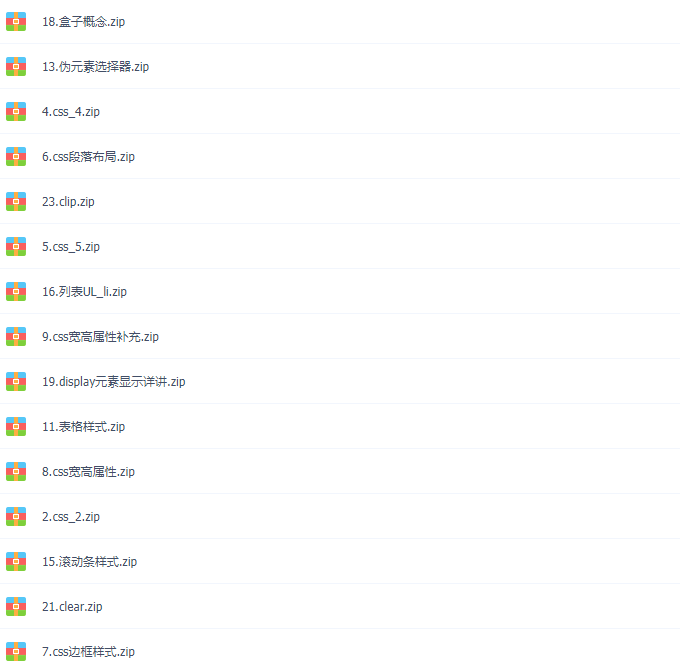 18.盒子概念.zip
13.伪元素选择器.zip
4.css_4.zip
6.css段落布局.zip
23.clip.zip
5.css_5.zip
16.列表UL_li.zip
9.css宽高属性补充.zip
19.display元素显示详讲.zip
11.表格样式.zip
8.css宽高属性.zip
2.css_2.zip
15.滚动条样式.zip
21.clear.zip
7.css边框样式.zip